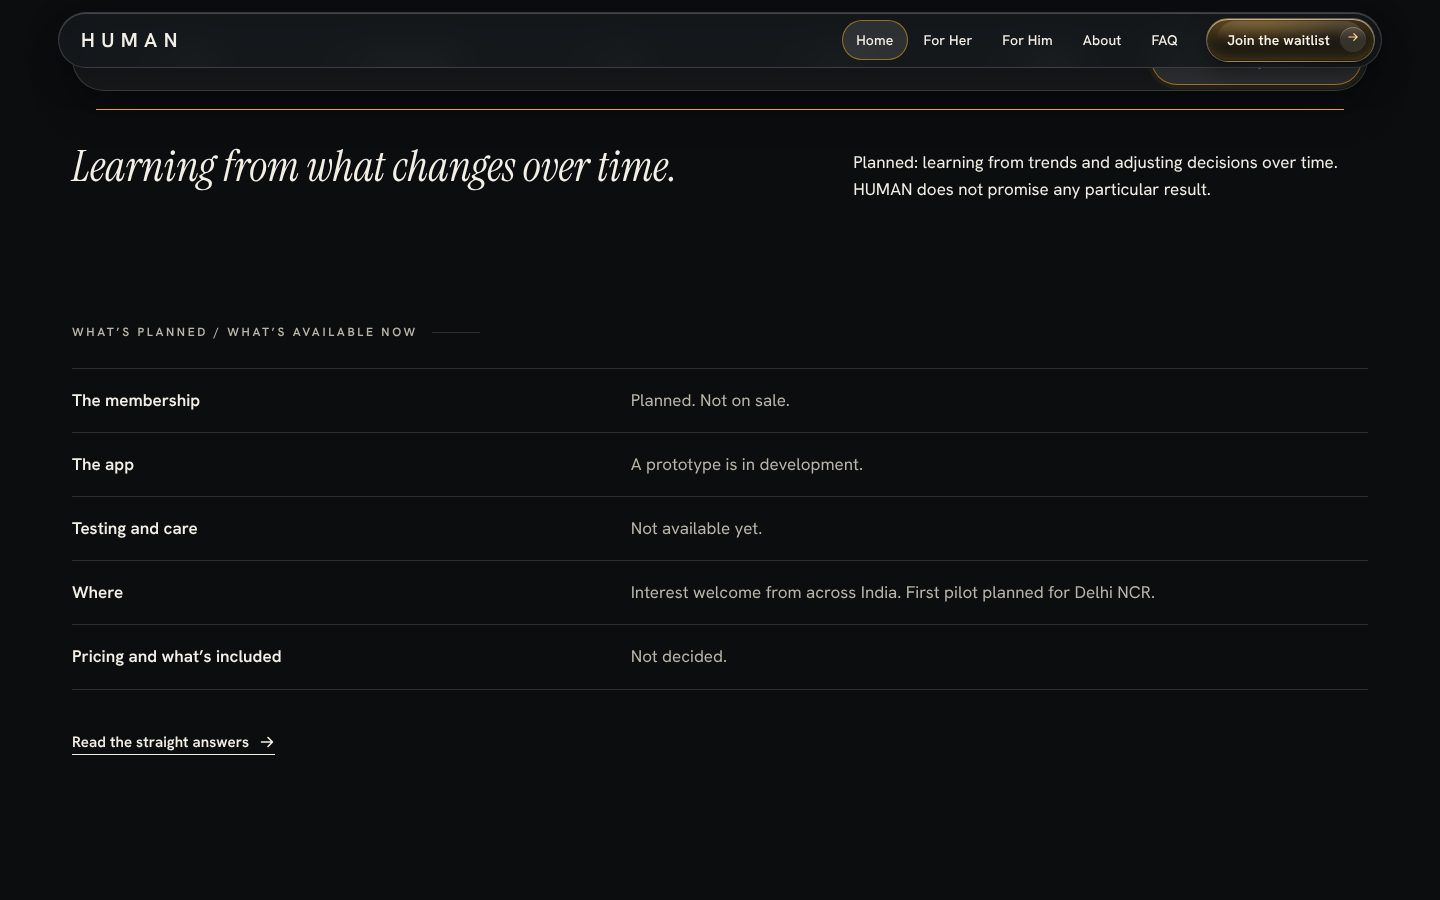 HUMAN
Home
For Her
For Him
About
FAQ
Join the waitlist →
Learning from what changes over time.
Planned: learning from trends and adjusting decisions over time.
HUMAN does not promise any particular result.
WHAT’S PLANNED / WHAT’S AVAILABLE NOW
The membership
Planned. Not on sale.
The app
A prototype is in development.
Testing and care
Not available yet.
Where
Interest welcome from across India. First pilot planned for Delhi NCR.
Pricing and what’s included
Not decided.
Read the straight answers →